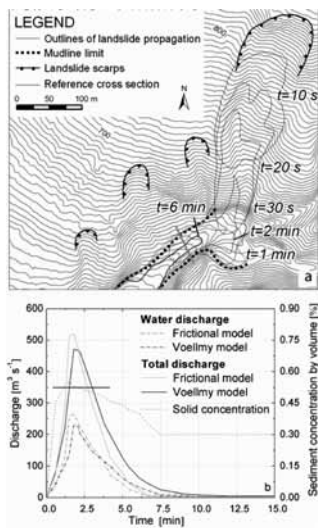 LEGEND
Outlines of landslide propagation
Mudline limit
Landslide scarps
Reference cross section
0 50 100 m
N
800
700
t=10 s
t=20 s
t=6 min
t=30 s
t=2 min
t=1 min
a
600
500
400
300
200
100
0
Discharge [m³ s⁻¹]
Water discharge
Frictional model
Voellmy model
Total discharge
Frictional model
Voellmy model
Solid concentration
b
0.90
0.75
0.60
0.45
0.30
0.15
0.00
Sediment concentration by volume [%]
0.0 2.5 5.0 7.5 10.0 12.5 15.0
Time [min]